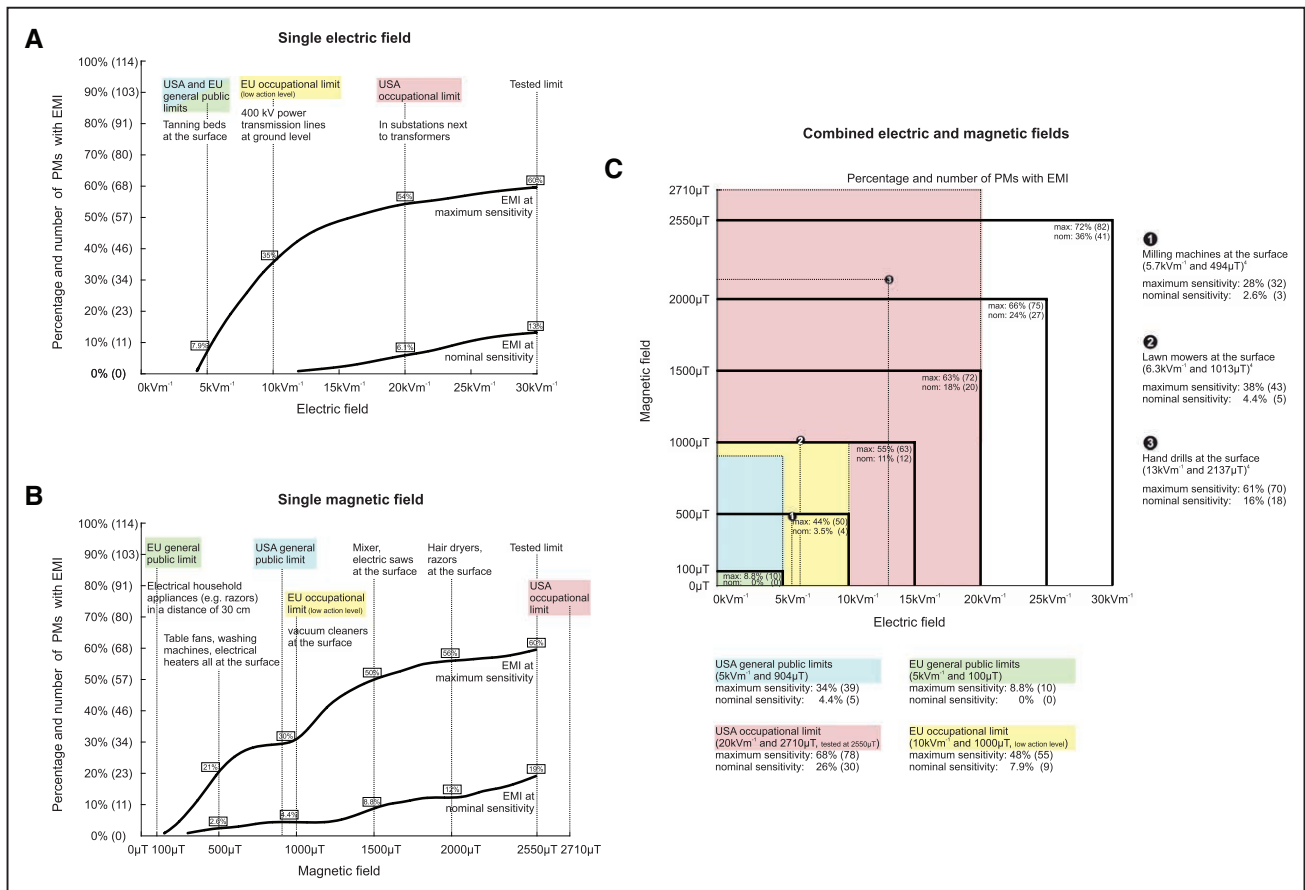 A
Single electric field
Percentage and number of PMs with EMI
100% (114)
90% (103)
80% (91)
70% (80)
60% (68)
50% (57)
40% (46)
30% (34)
20% (23)
10% (11)
0% (0)
USA and EU
general public
limits
Tanning beds
at the surface
EU occupational limit
(low action level)
400 kV power
transmission lines
at ground level
USA
occupational limit
In substations next
to transformers
Tested limit
7.9%
35%
54%
60%
EMI at
maximum sensitivity
6.1%
13%
EMI at
nominal sensitivity
0kVm⁻¹ 5kVm⁻¹ 10kVm⁻¹ 15kVm⁻¹ 20kVm⁻¹ 25kVm⁻¹ 30kVm⁻¹
Electric field
B
Single magnetic field
Percentage and number of PMs with EMI
100% (114)
90% (103)
80% (91)
70% (80)
60% (68)
50% (57)
40% (46)
30% (34)
20% (23)
10% (11)
0% (0)
EU general
public limit
Electrical household
appliances (e.g. razors)
in a distance of 30 cm
Table fans, washing
machines, electrical
heaters all at the surface
USA general
public limit
EU occupational
limit (low action level)
vacuum cleaners
at the surface
Mixer,
electric saws
at the surface
Hair dryers,
razors
at the surface
Tested limit
USA
occupational
limit
21%
30%
50%
56%
60%
EMI at
maximum sensitivity
2.6%
4.4%
8.8%
12%
19%
EMI at
nominal sensitivity
0µT 100µT 500µT 1000µT 1500µT 2000µT 2550µT 2710µT
Magnetic field
C
Combined electric and magnetic fields
Percentage and number of PMs with EMI
Magnetic field
2710µT
2550µT
2000µT
1500µT
1000µT
500µT
100µT
0µT
max: 72% (82)
nom: 36% (41)
3
max: 66% (75)
nom: 24% (27)
max: 63% (72)
nom: 18% (20)
2
max: 55% (63)
nom: 11% (12)
1
max: 44% (50)
nom: 3.5% (4)
max: 8.8% (10)
nom: 0% (0)
0kVm⁻¹ 5kVm⁻¹ 10kVm⁻¹ 15kVm⁻¹ 20kVm⁻¹ 25kVm⁻¹ 30kVm⁻¹
Electric field
1
Milling machines at the surface
(5.7kVm⁻¹ and 494µT)⁴
maximum sensitivity: 28% (32)
nominal sensitivity: 2.6% (3)
2
Lawn mowers at the surface
(6.3kVm⁻¹ and 1013µT)⁴
maximum sensitivity: 38% (43)
nominal sensitivity: 4.4% (5)
3
Hand drills at the surface
(13kVm⁻¹ and 2137µT)⁴
maximum sensitivity: 61% (70)
nominal sensitivity: 16% (18)
USA general public limits
(5kVm⁻¹ and 904µT)
maximum sensitivity: 34% (39)
nominal sensitivity: 4.4% (5)
EU general public limits
(5kVm⁻¹ and 100µT)
maximum sensitivity: 8.8% (10)
nominal sensitivity: 0% (0)
USA occupational limit
(20kVm⁻¹ and 2710µT, tested at 2550µT)
maximum sensitivity: 68% (78)
nominal sensitivity: 26% (30)
EU occupational limit
(10kVm⁻¹ and 1000µT, low action level)
maximum sensitivity: 48% (55)
nominal sensitivity: 7.9% (9)